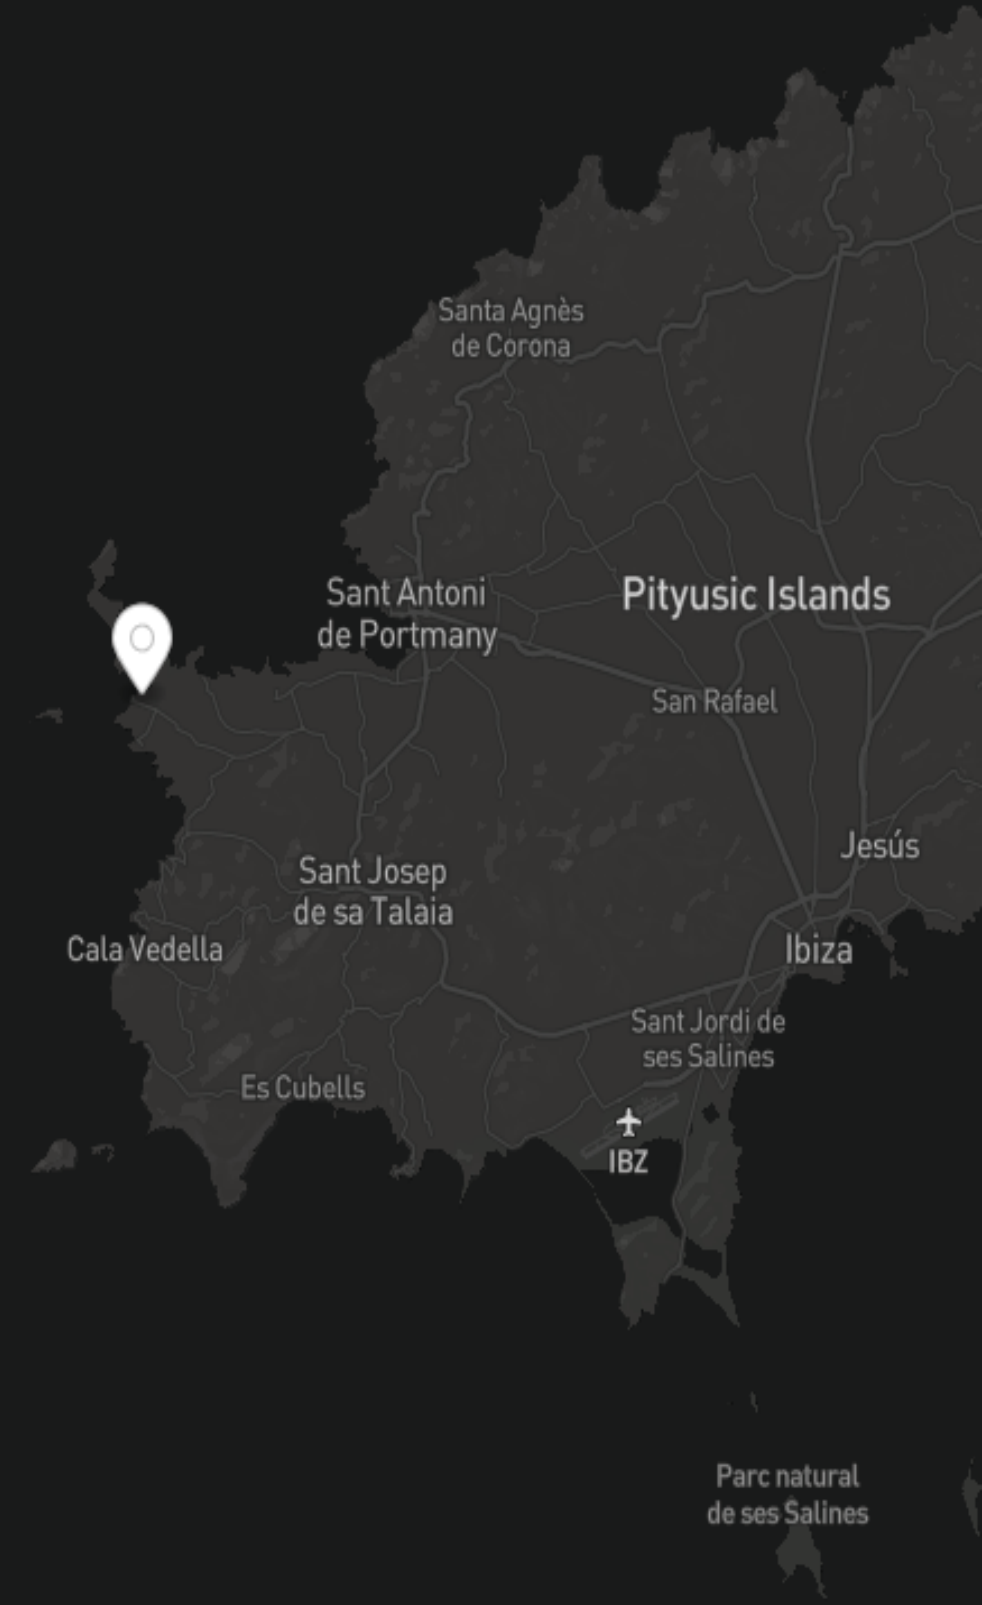 Santa Agnès
de Corona
Sant Antoni
de Portmany
Pityusic Islands
San Rafael
Jesús
Sant Josep
de sa Talaia
Cala Vedella
Ibiza
Sant Jordi de
ses Salines
Es Cubells
IBZ
Parc natural
de ses Salines